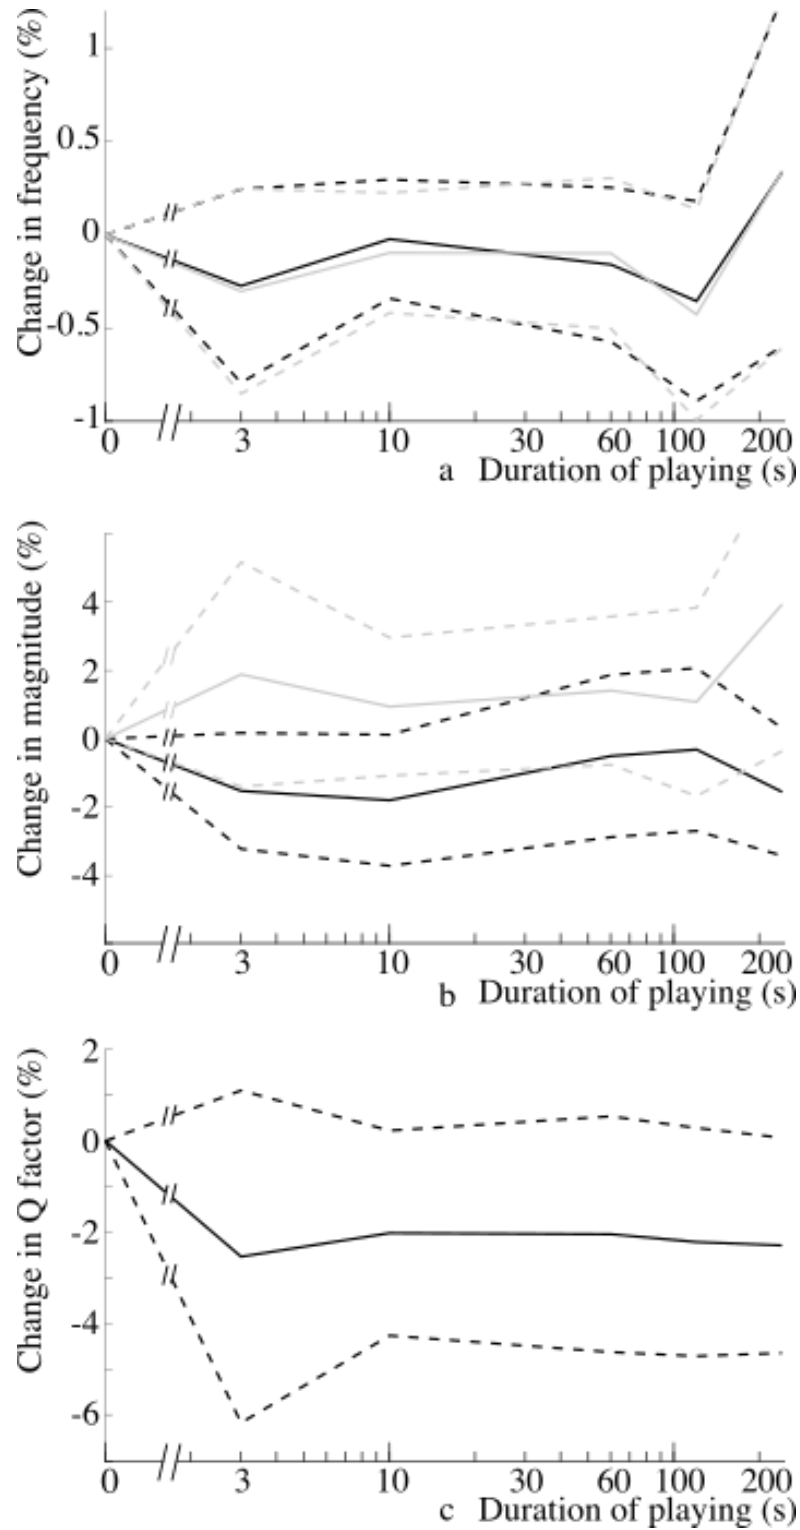 Change in frequency (%)
1
0.5
0
-0.5
-1
0 3 10 30 60 100 200
a Duration of playing (s)
Change in magnitude (%)
4
2
0
-2
-4
0 3 10 30 60 100 200
b Duration of playing (s)
Change in Q factor (%)
2
0
-2
-4
-6
0 3 10 30 60 100 200
c Duration of playing (s)